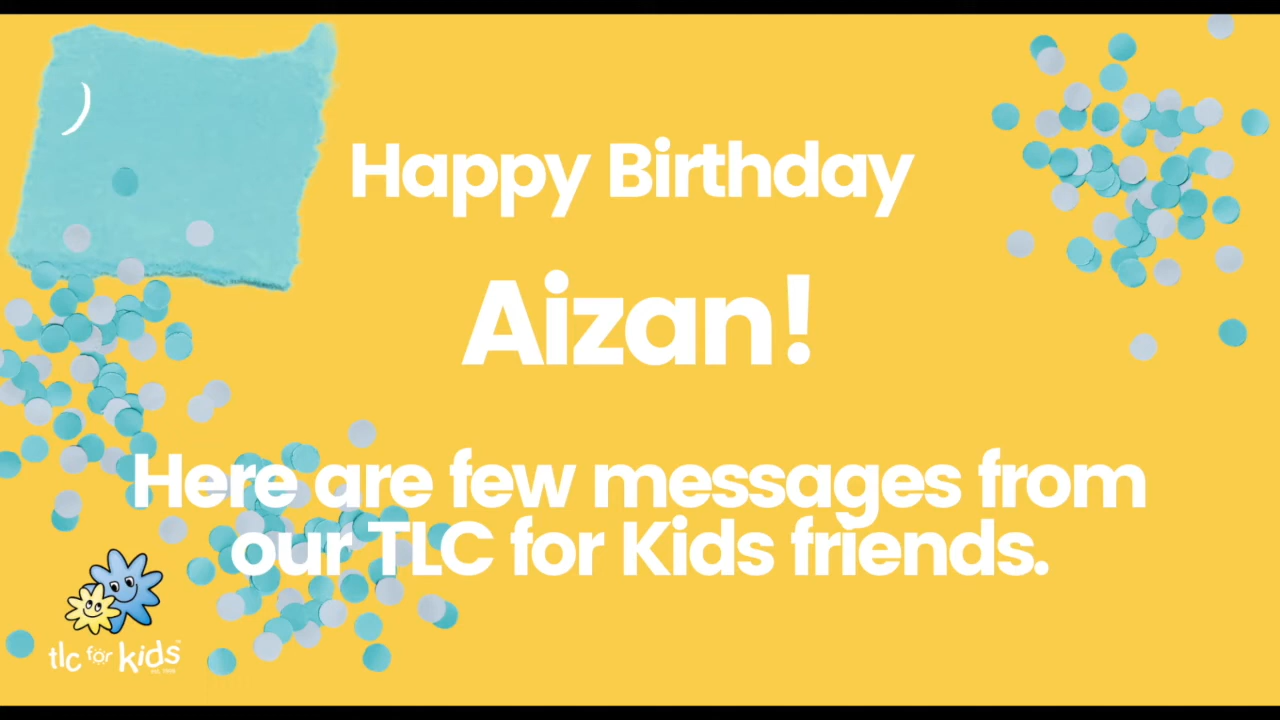 Happy Birthday
Aizan!
Here are few messages from
our TLC for Kids friends.
tlc for kids